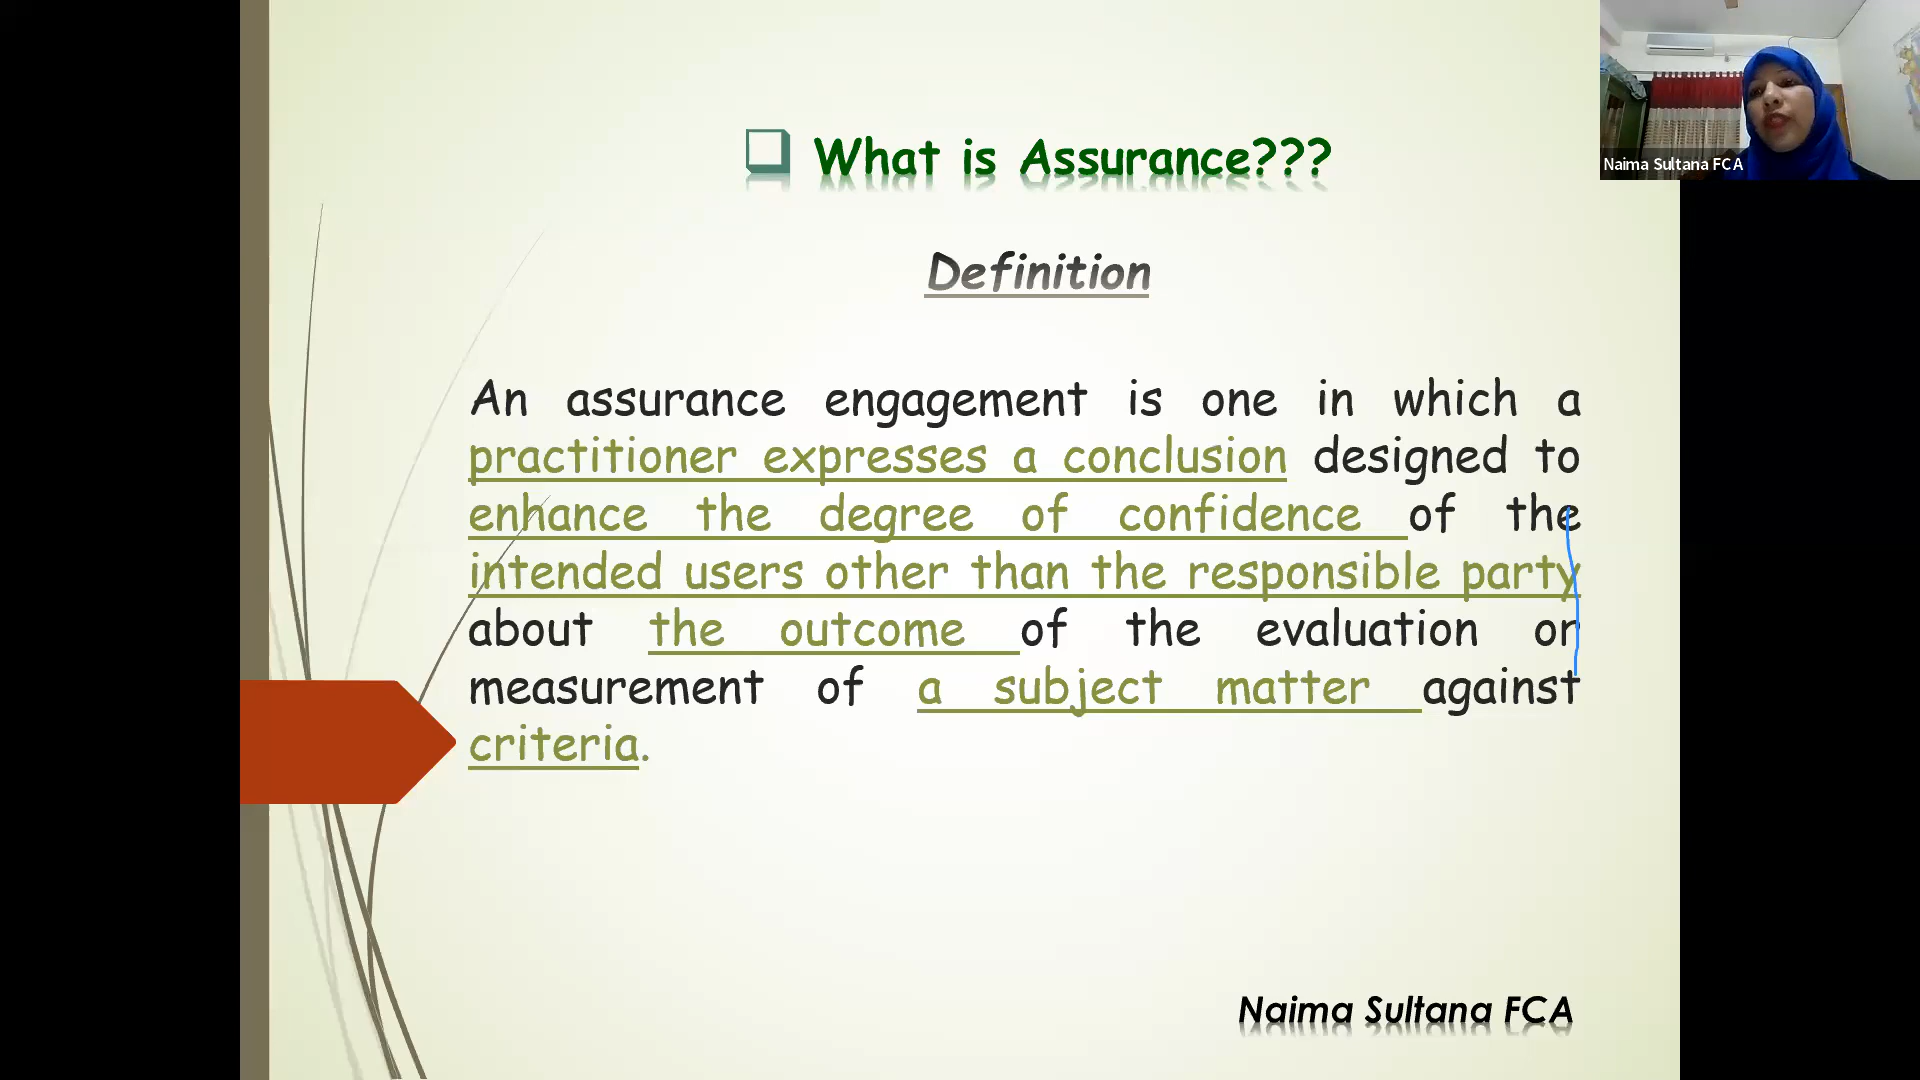 What is Assurance???
Naima Sultana FCA
Definition
An assurance engagement is one in which a
practitioner expresses a conclusion designed to
enhance the degree of confidence of the
intended users other than the responsible party
about the outcome of the evaluation or
measurement of a subject matter against
criteria.
Naima Sultana FCA